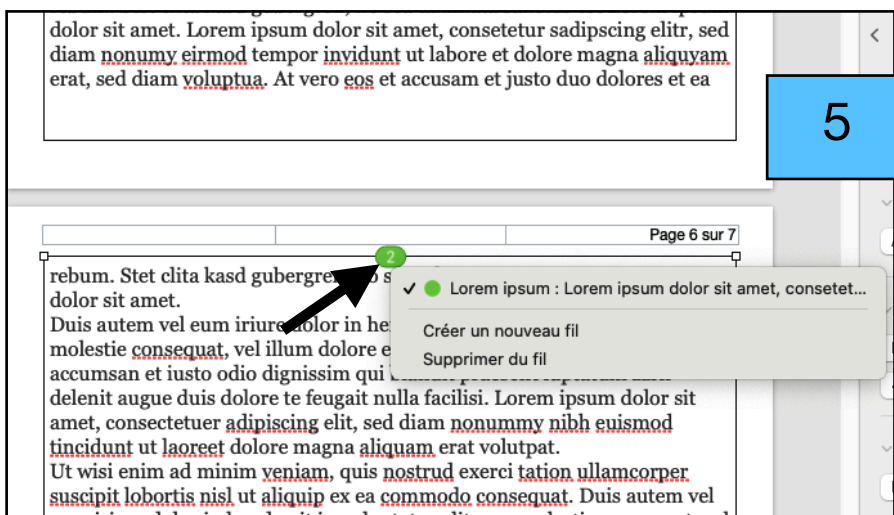 dolor sit amet. Lorem ipsum dolor sit amet, consetetur sadipscing elitr, sed
diam nonumy eirmod tempor invidunt ut labore et dolore magna aliquyam
erat, sed diam voluptua. At vero eos et accusam et justo duo dolores et ea
5
Page 6 sur 7
2
rebum. Stet clita kasd
dolor sit amet.
Lorem ipsum : Lorem ipsum dolor sit amet, consetet...
Duis autem vel eum iriure dolor in
Créer un nouveau fil
molestie consequat, vel illum dolore
Supprimer du fil
accumsan et iusto odio dignissim qui
delenit augue duis dolore te feugait nulla facilisi. Lorem ipsum dolor sit
amet, consectetuer adipiscing elit, sed diam nonummy nibh euismod
tincidunt ut laoreet dolore magna aliquam erat volutpat.
Ut wisi enim ad minim veniam, quis nostrud exerci tation ullamcorper
suscipit lobortis nisl ut aliquip ex ea commodo consequat. Duis autem vel